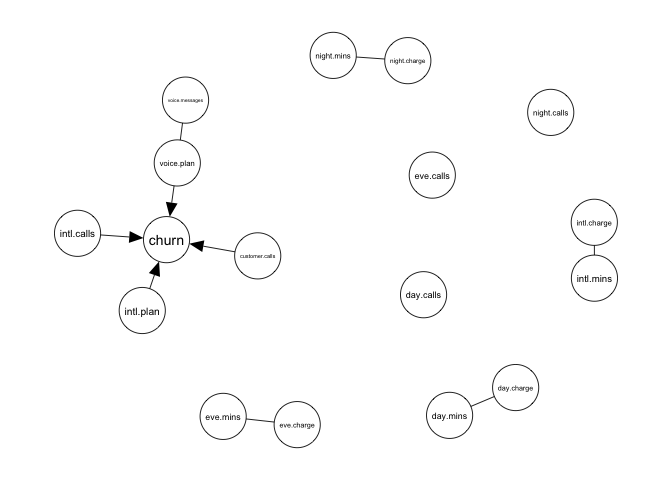 night.mins
night.charge
voice.messages
night.calls
voice.plan
eve.calls
intl.charge
intl.calls
churn
customer.calls
intl.mins
day.calls
intl.plan
day.charge
eve.mins
day.mins
eve.charge